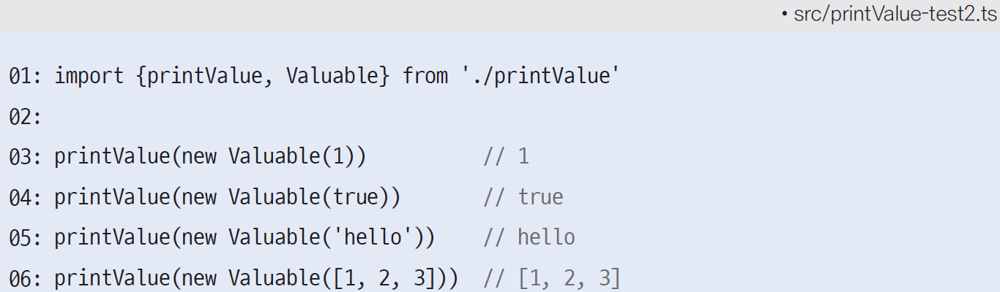 • src/printValue-test2.ts
01: import {printValue, Valuable} from './printValue'
02:
03: printValue(new Valuable(1))          // 1
04: printValue(new Valuable(true))       // true
05: printValue(new Valuable('hello'))    // hello
06: printValue(new Valuable([1, 2, 3]))  // [1, 2, 3]